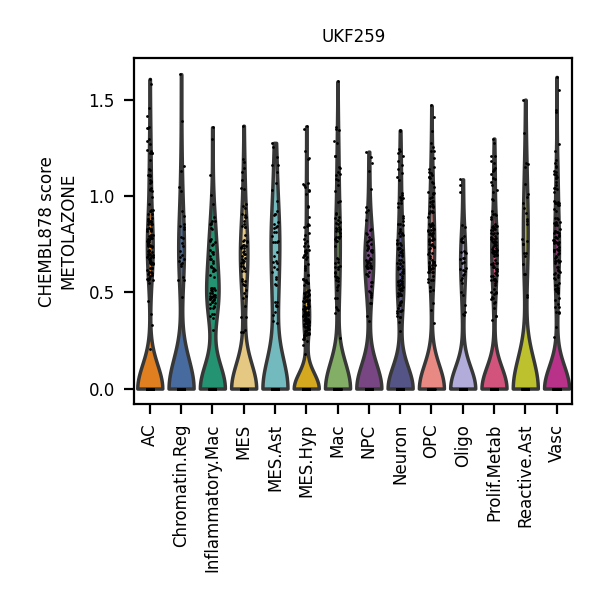 UKF259
CHEMBL878 score
METOLAZONE
1.5
1.0
0.5
0.0
AC
Chromatin.Reg
Inflammatory.Mac
MES
MES.Ast
MES.Hyp
Mac
NPC
Neuron
OPC
Oligo
Prolif.Metab
Reactive.Ast
Vasc